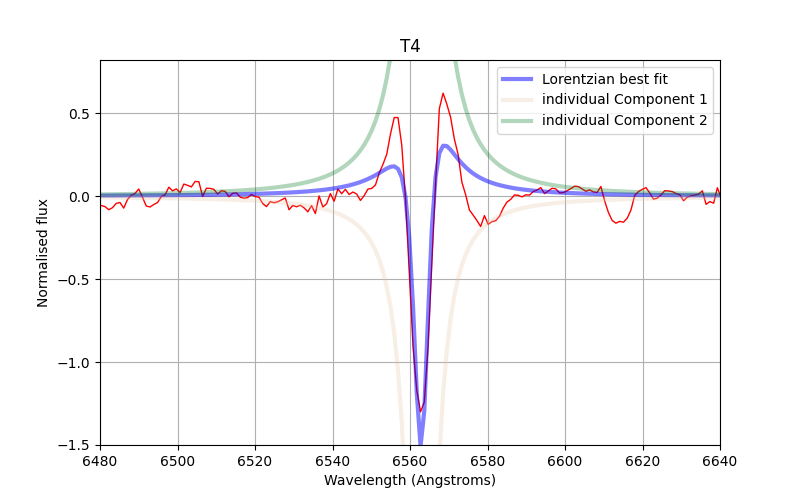 T4
Lorentzian best fit
individual Component 1
individual Component 2
0.5
0.0
−0.5
−1.0
−1.5
Normalised flux
6480 6500 6520 6540 6560 6580 6600 6620 6640
Wavelength (Angstroms)